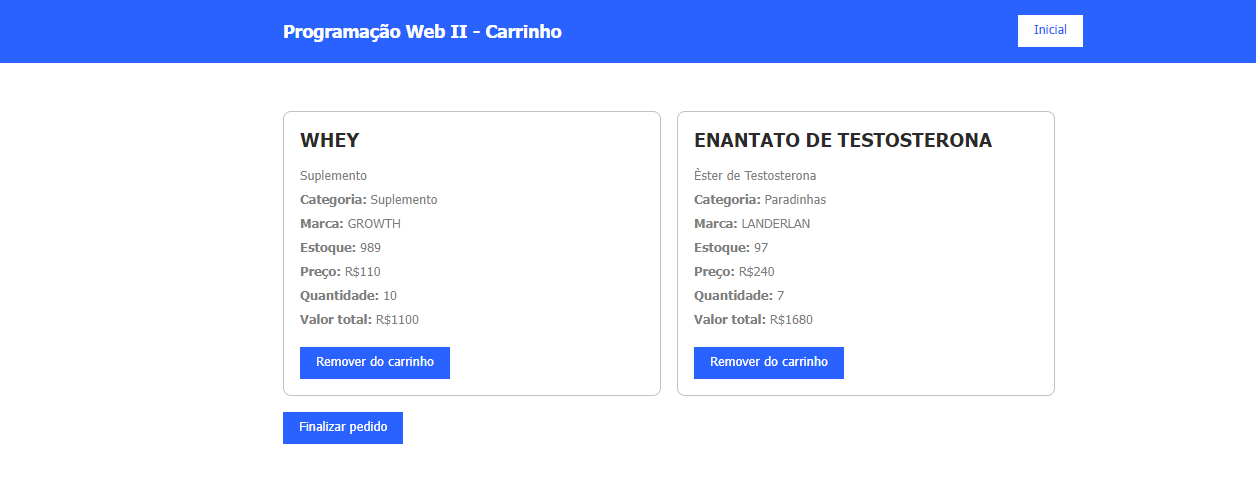 Programação Web II - Carrinho
Inicial
WHEY
Suplemento
Categoria: Suplemento
Marca: GROWTH
Estoque: 989
Preço: R$110
Quantidade: 10
Valor total: R$1100
Remover do carrinho
ENANTATO DE TESTOSTERONA
Èster de Testosterona
Categoria: Paradinhas
Marca: LANDERLAN
Estoque: 97
Preço: R$240
Quantidade: 7
Valor total: R$1680
Remover do carrinho
Finalizar pedido